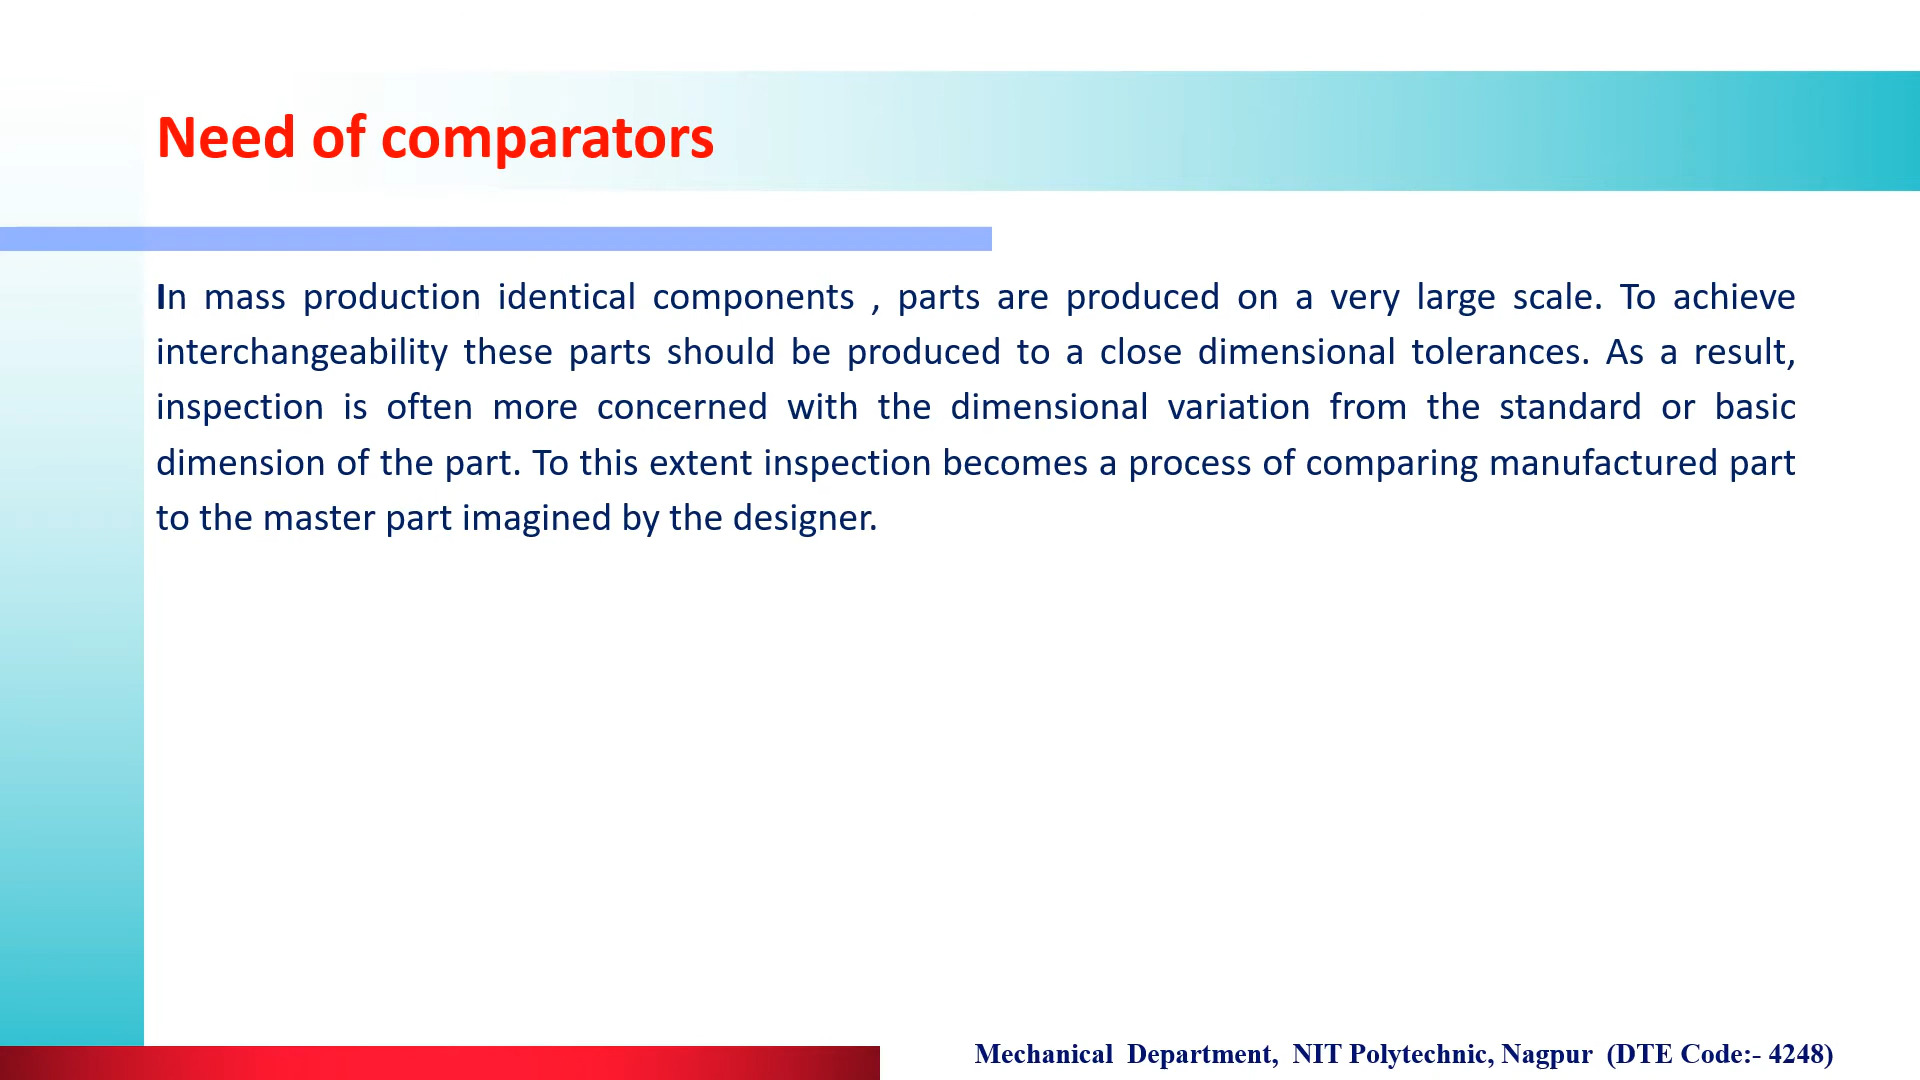 Need of comparators
In mass production identical components , parts are produced on a very large scale. To achieve
interchangeability these parts should be produced to a close dimensional tolerances. As a result,
inspection is often more concerned with the dimensional variation from the standard or basic
dimension of the part. To this extent inspection becomes a process of comparing manufactured part
to the master part imagined by the designer.
Mechanical Department, NIT Polytechnic, Nagpur (DTE Code:- 4248)